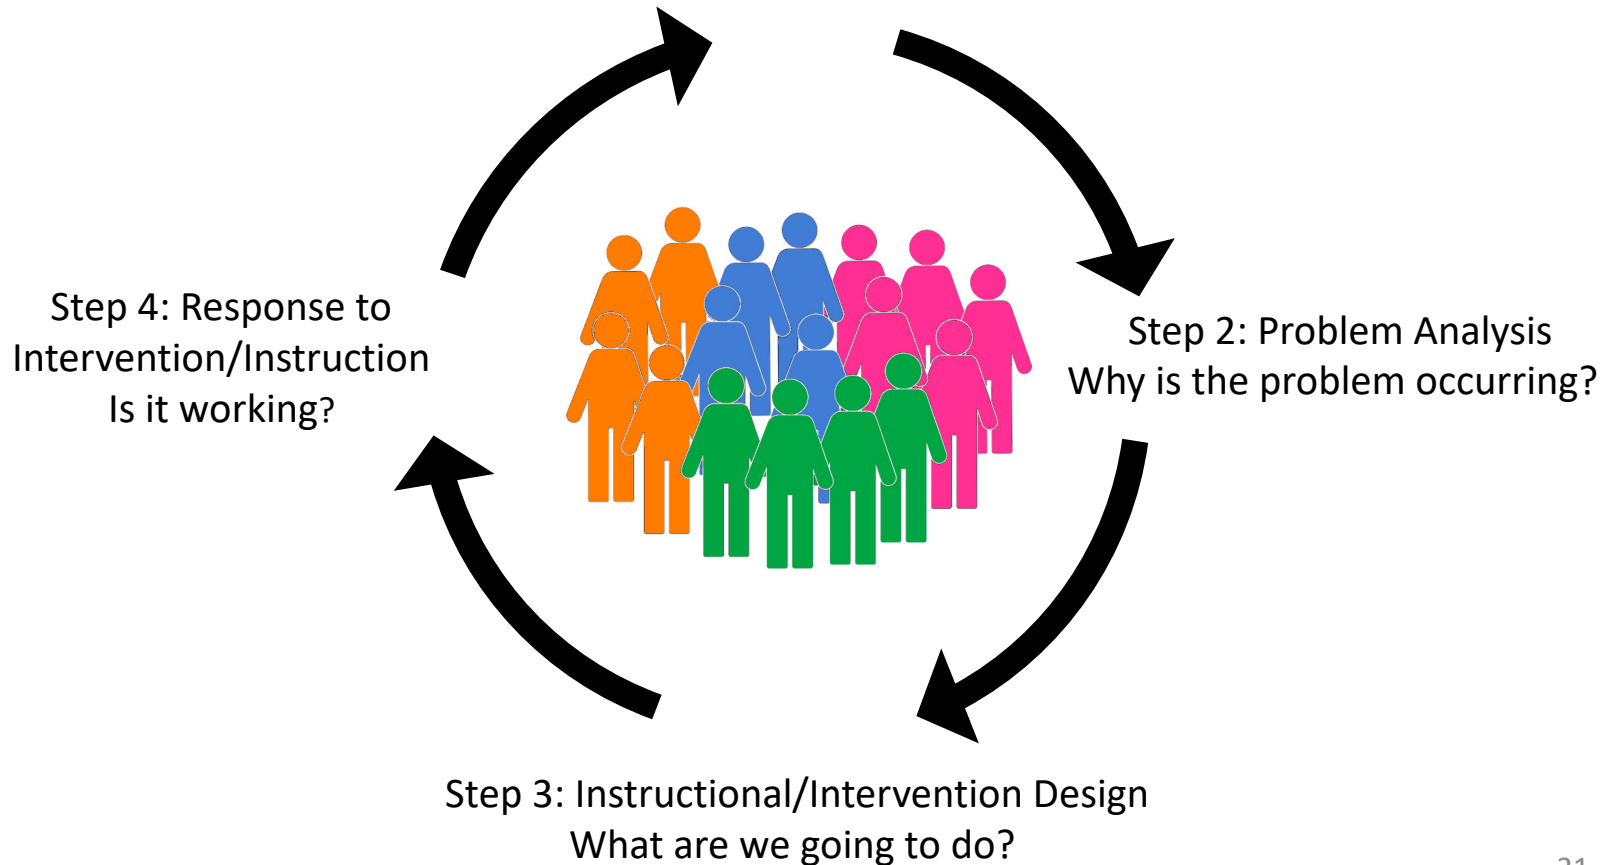 Step 4: Response to
Intervention/Instruction
Is it working?
Step 2: Problem Analysis
Why is the problem occurring?
Step 3: Instructional/Intervention Design
What are we going to do?